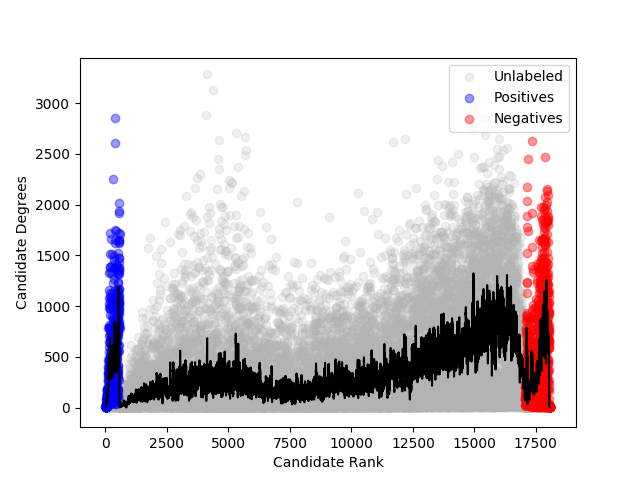 Unlabeled
Positives
Negatives
3000
2500
2000
1500
1000
500
0
Candidate Degrees
0 2500 5000 7500 10000 12500 15000 17500
Candidate Rank